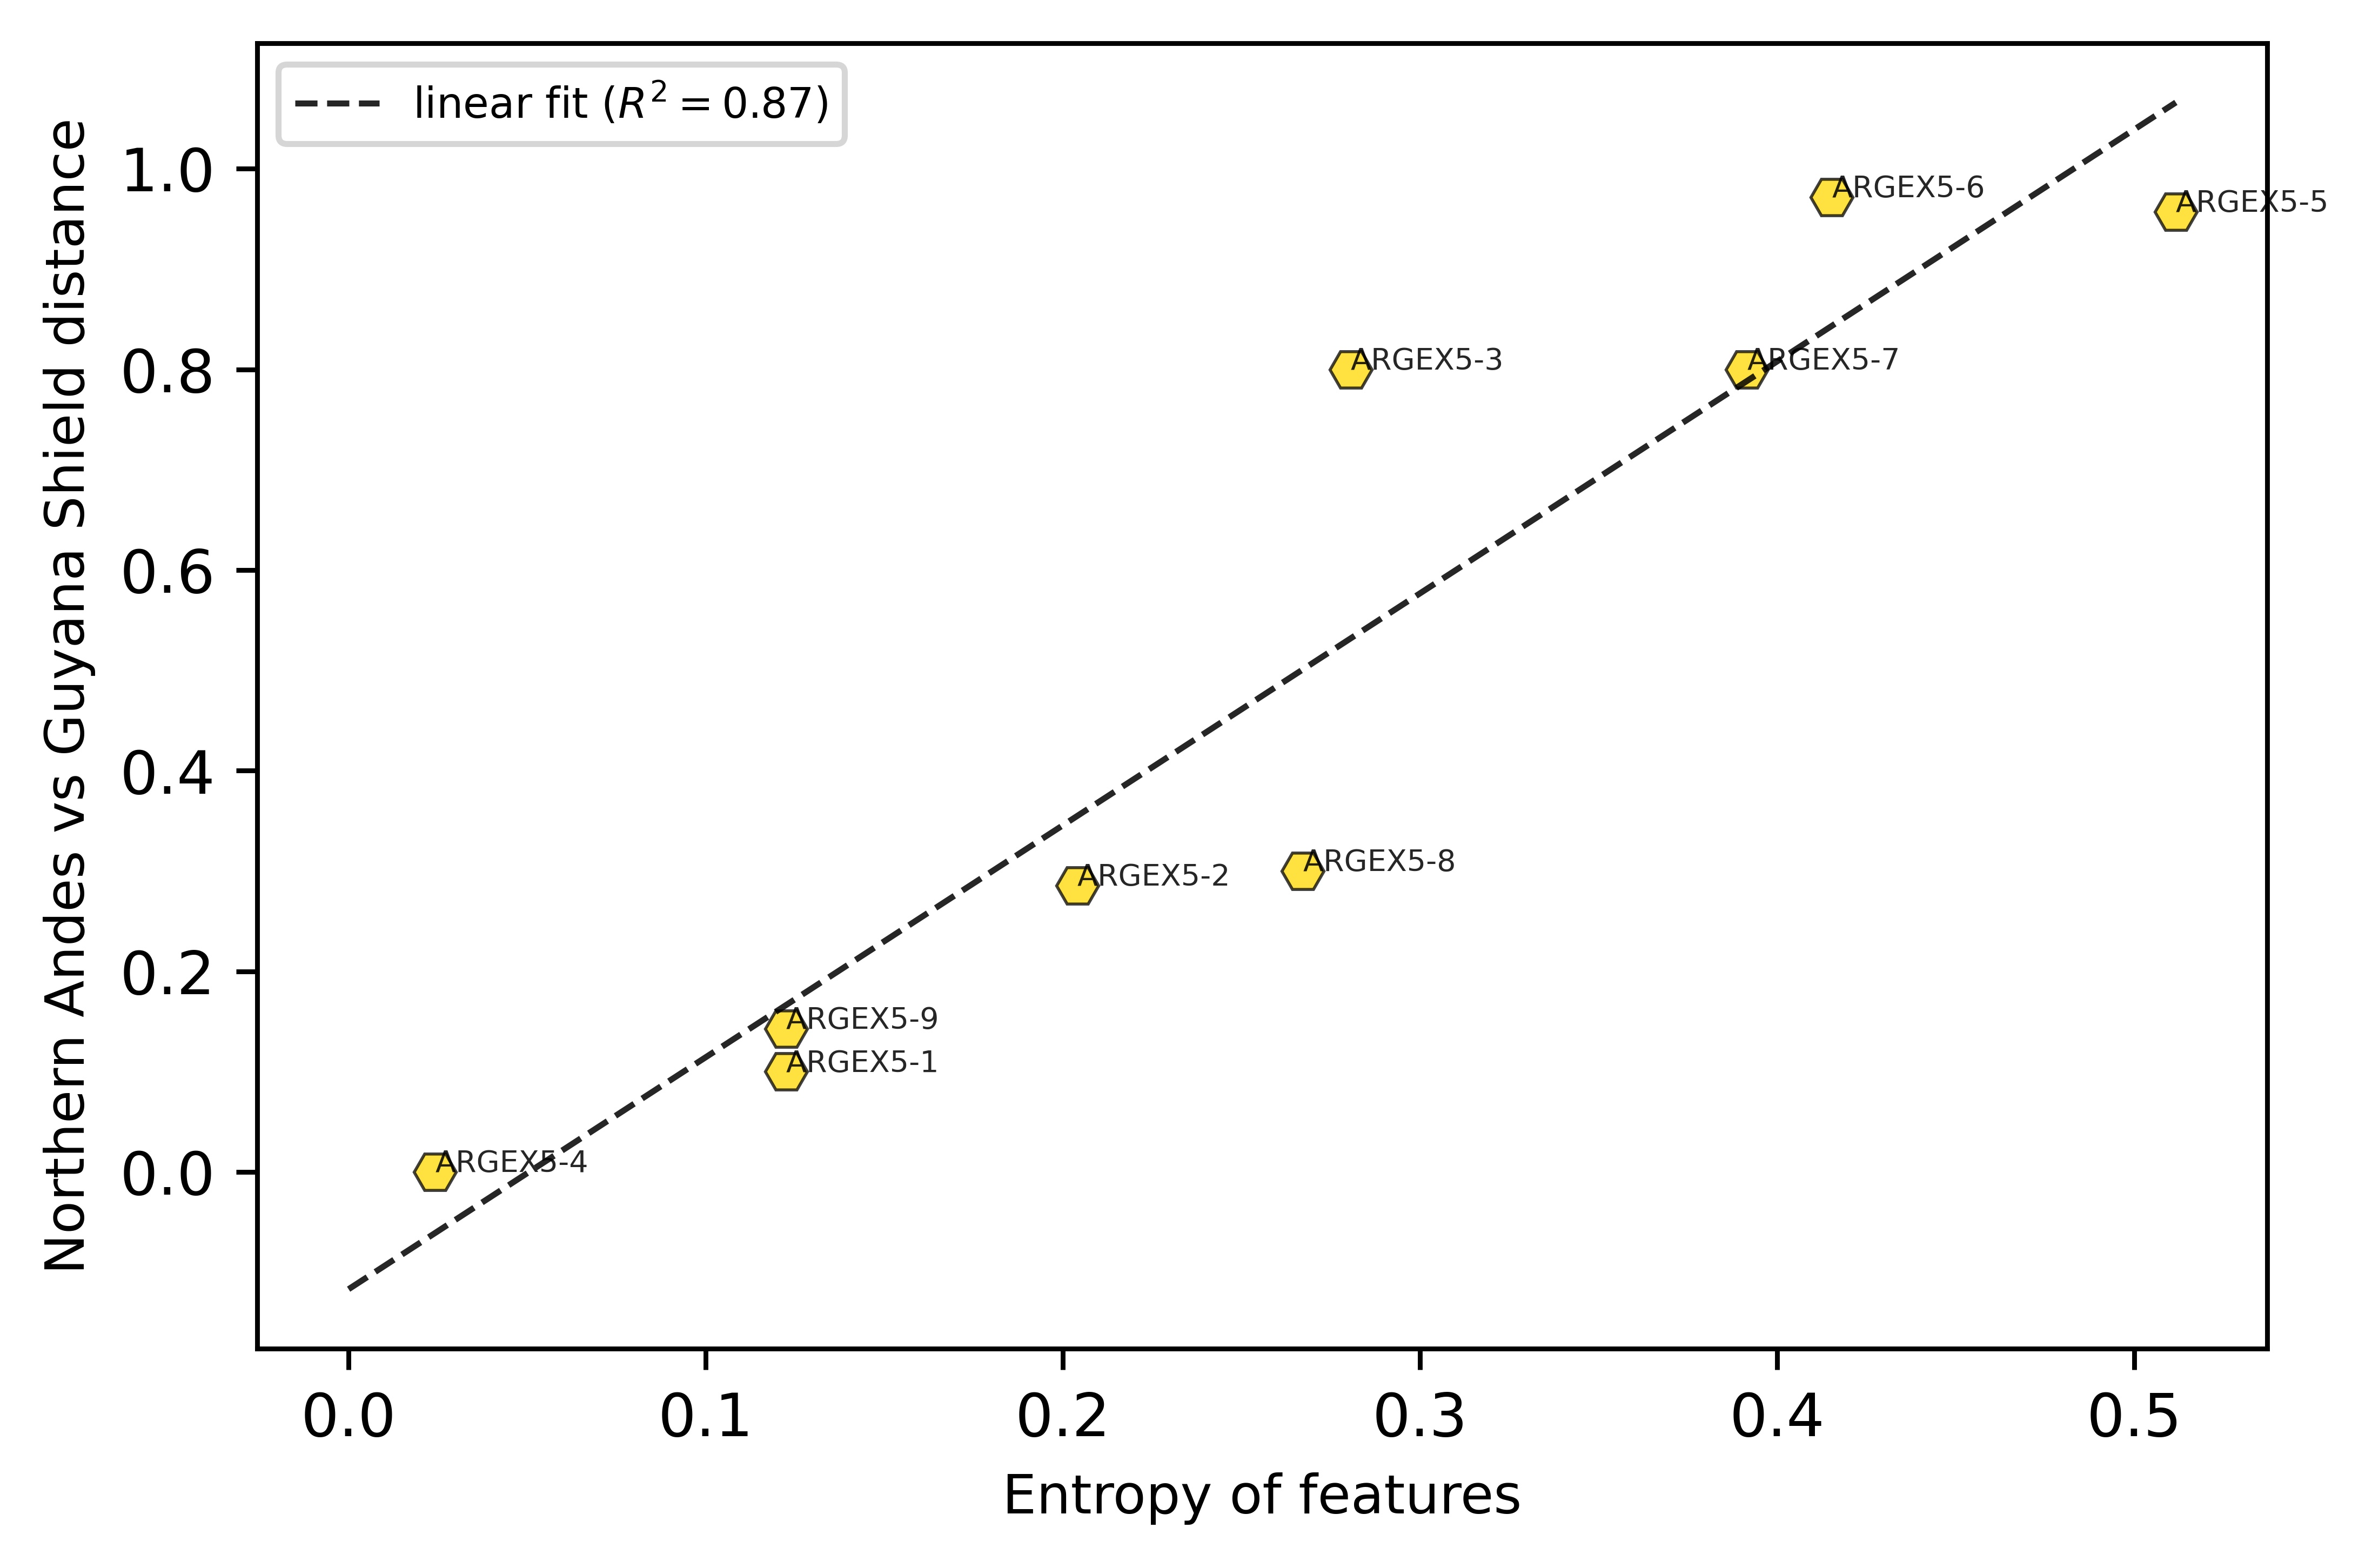 linear fit (R² = 0.87)
Northern Andes vs Guyana Shield distance
1.0
0.8
0.6
0.4
0.2
0.0
ARGEX5-6
ARGEX5-5
ARGEX5-3
ARGEX5-7
ARGEX5-8
ARGEX5-2
ARGEX5-9
ARGEX5-1
ARGEX5-4
0.0 0.1 0.2 0.3 0.4 0.5
Entropy of features